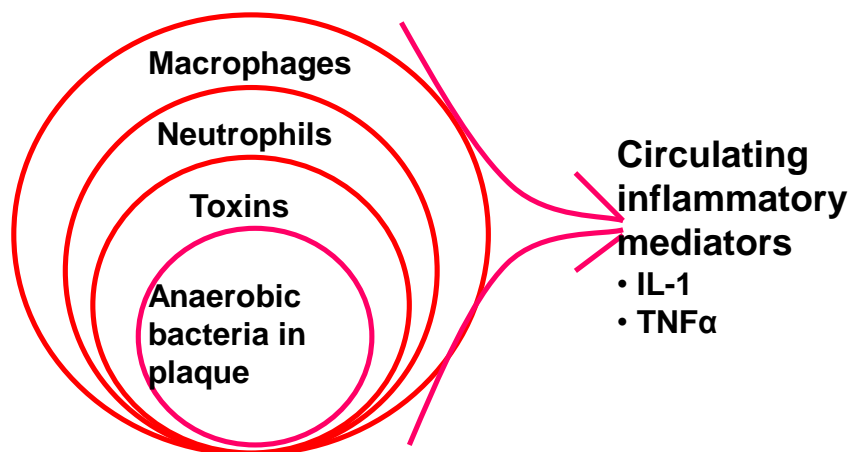 Macrophages
Neutrophils
Toxins
Anaerobic
bacteria in
plaque
Circulating
inflammatory
mediators
• IL-1
• TNFα